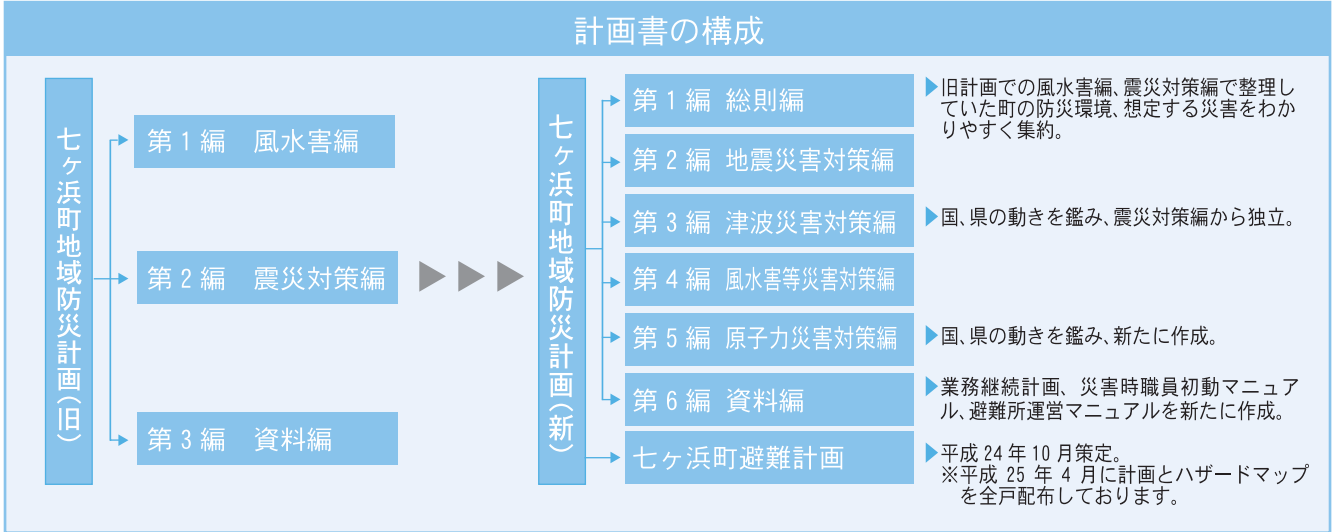 計画書の構成
七ヶ浜町地域防災計画(旧)
第1編 風水害編
第2編 震災対策編
第3編 資料編
七ヶ浜町地域防災計画(新)
第1編 総則編
▶旧計画での風水害編、震災対策編で整理し
ていた町の防災環境、想定する災害をわか
りやすく集約。
第2編 地震災害対策編
第3編 津波災害対策編
▶国、県の動きを鑑み、震災対策編から独立。
第4編 風水害等災害対策編
第5編 原子力災害対策編
▶国、県の動きを鑑み、新たに作成。
第6編 資料編
▶業務継続計画、災害時職員初動マニュア
ル、避難所運営マニュアルを新たに作成。
七ヶ浜町避難計画
▶平成24年10月策定。
※平成 25 年 4 月に計画とハザードマップ
を全戸配布しております。